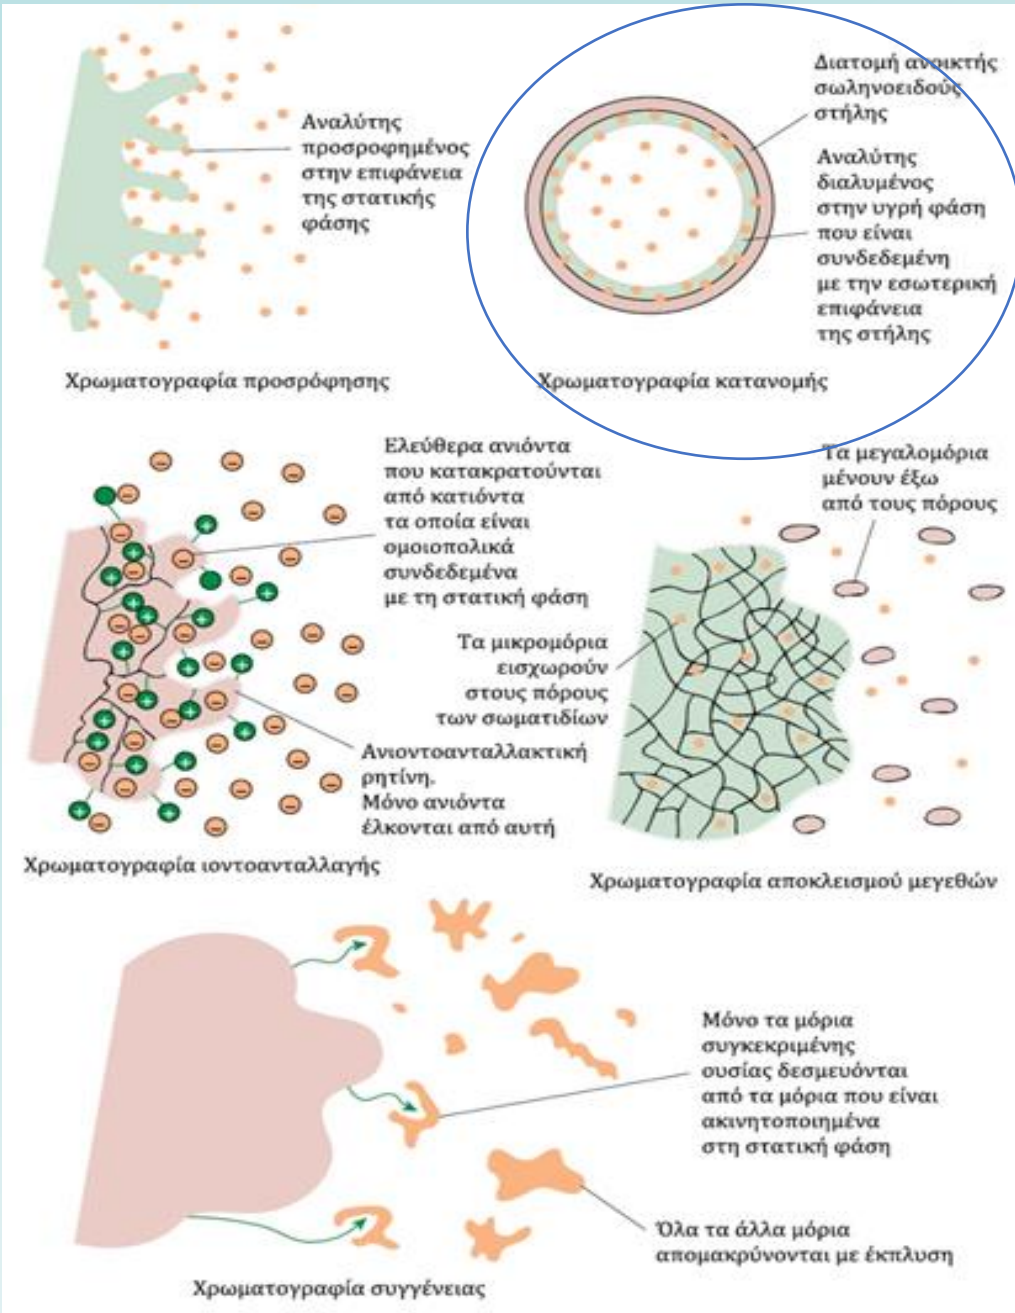 Αναλύτης
προσροφημένος
στην επιφάνεια
της στατικής
φάσης
Χρωματογραφία προσρόφησης
Διατομή ανοικτής
σωληνοειδούς
στήλης
Αναλύτης
διαλυμένος
στην υγρή φάση
που είναι
συνδεδεμένη
με την εσωτερική
επιφάνεια
της στήλης
Χρωματογραφία κατανομής
Ελεύθερα ανιόντα
που κατακρατούνται
από κατιόντα
τα οποία είναι
ομοιοπολικά
συνδεδεμένα
με τη στατική φάση
Ανιοντοανταλλακτική
ρητίνη.
Μόνο ανιόντα
έλκονται από αυτή
Χρωματογραφία ιοντοανταλλαγής
Τα μεγαλομόρια
μένουν έξω
από τους πόρους
Τα μικρομόρια
εισχωρούν
στους πόρους
των σωματιδίων
Χρωματογραφία αποκλεισμού μεγεθών
Μόνο τα μόρια
συγκεκριμένης
ουσίας δεσμευόνται
από τα μόρια που είναι
ακινητοποιημένα
στη στατική φάση
Όλα τα άλλα μόρια
απομακρύνονται με έκπλυση
Χρωματογραφία συγγένειας